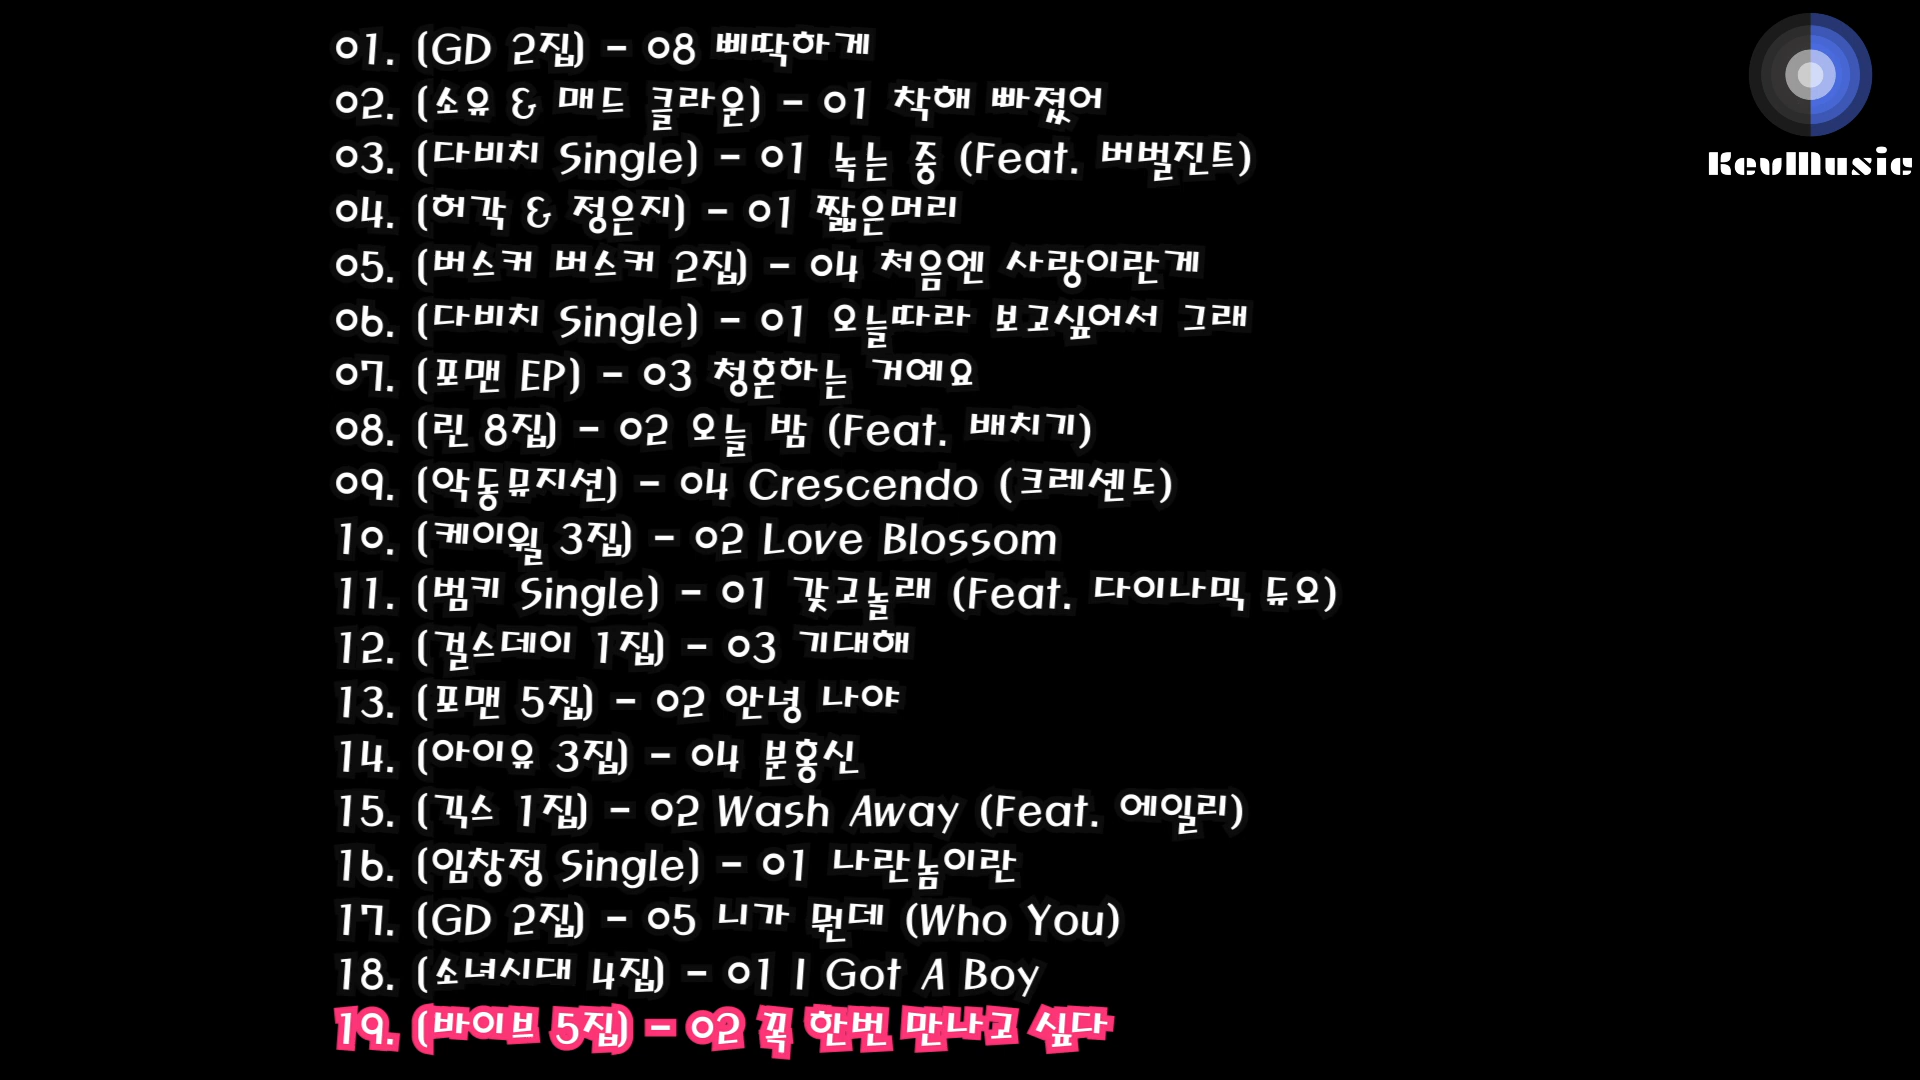 01. (GD 2집) - 08 삐딱하게
02. (소유 & 매드 클라운) - 01 착해 빠졌어
03. (다비치 Single) - 01 녹는 중 (Feat. 버벌진트)
04. (허각 & 정은지) - 01 짧은머리
05. (버스커 버스커 2집) - 04 처음엔 사랑이란게
06. (다비치 Single) - 01 오늘따라 보고싶어서 그래
07. (포맨 EP) - 03 청혼하는 거예요
08. (린 8집) - 02 오늘 밤 (Feat. 배치기)
09. (악동뮤지션) - 04 Crescendo (크레셴도)
10. (케이윌 3집) - 02 Love Blossom
11. (범키 Single) - 01 갖고놀래 (Feat. 다이나믹 듀오)
12. (걸스데이 1집) - 03 기대해
13. (포맨 5집) - 02 안녕 나야
14. (아이유 3집) - 04 분홍신
15. (긱스 1집) - 02 Wash Away (Feat. 에일리)
16. (임창정 Single) - 01 나란놈이란
17. (GD 2집) - 05 니가 뭔데 (Who You)
18. (소녀시대 4집) - 01 I Got A Boy
19. (바이브 5집) - 02 꼭 한번 만나고 싶다
KevMusic